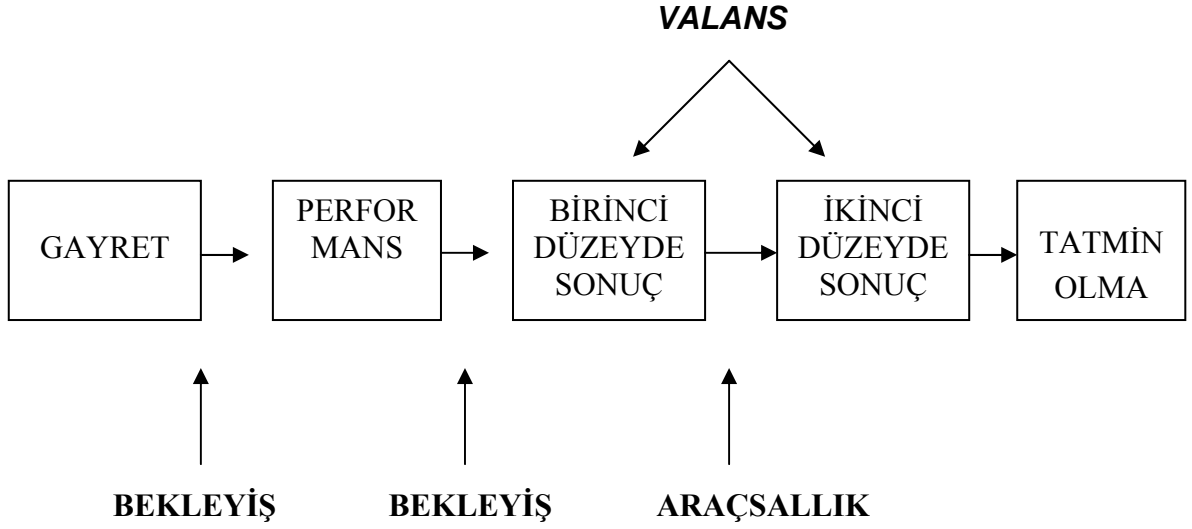 VALANS
GAYRET
PERFOR
MANS
BİRİNCİ
DÜZEYDE
SONUÇ
İKİNCİ
DÜZEYDE
SONUÇ
TATMİN
OLMA
BEKLEYİŞ
BEKLEYİŞ
ARAÇSALLIK